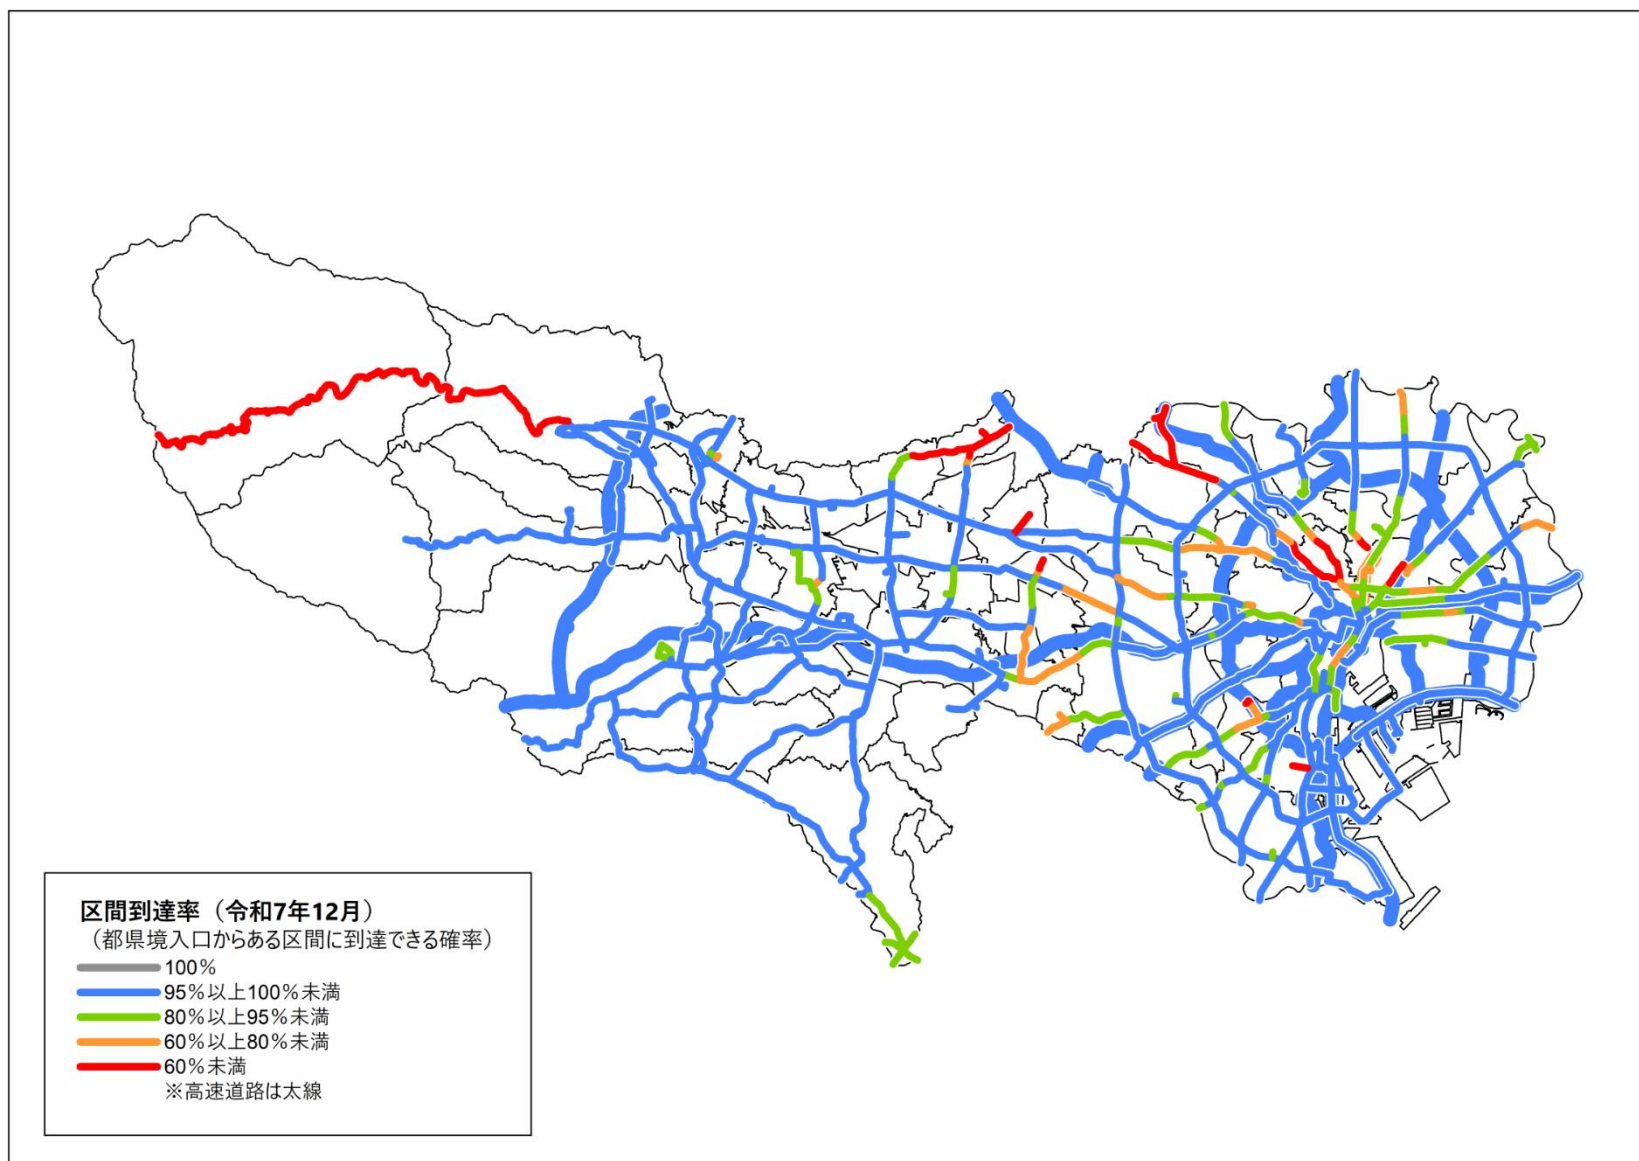 区間到達率（令和7年12月）
（都県境入口からある区間に到達できる確率）
100%
95%以上100%未満
80%以上95%未満
60%以上80%未満
60%未満
※高速道路は太線